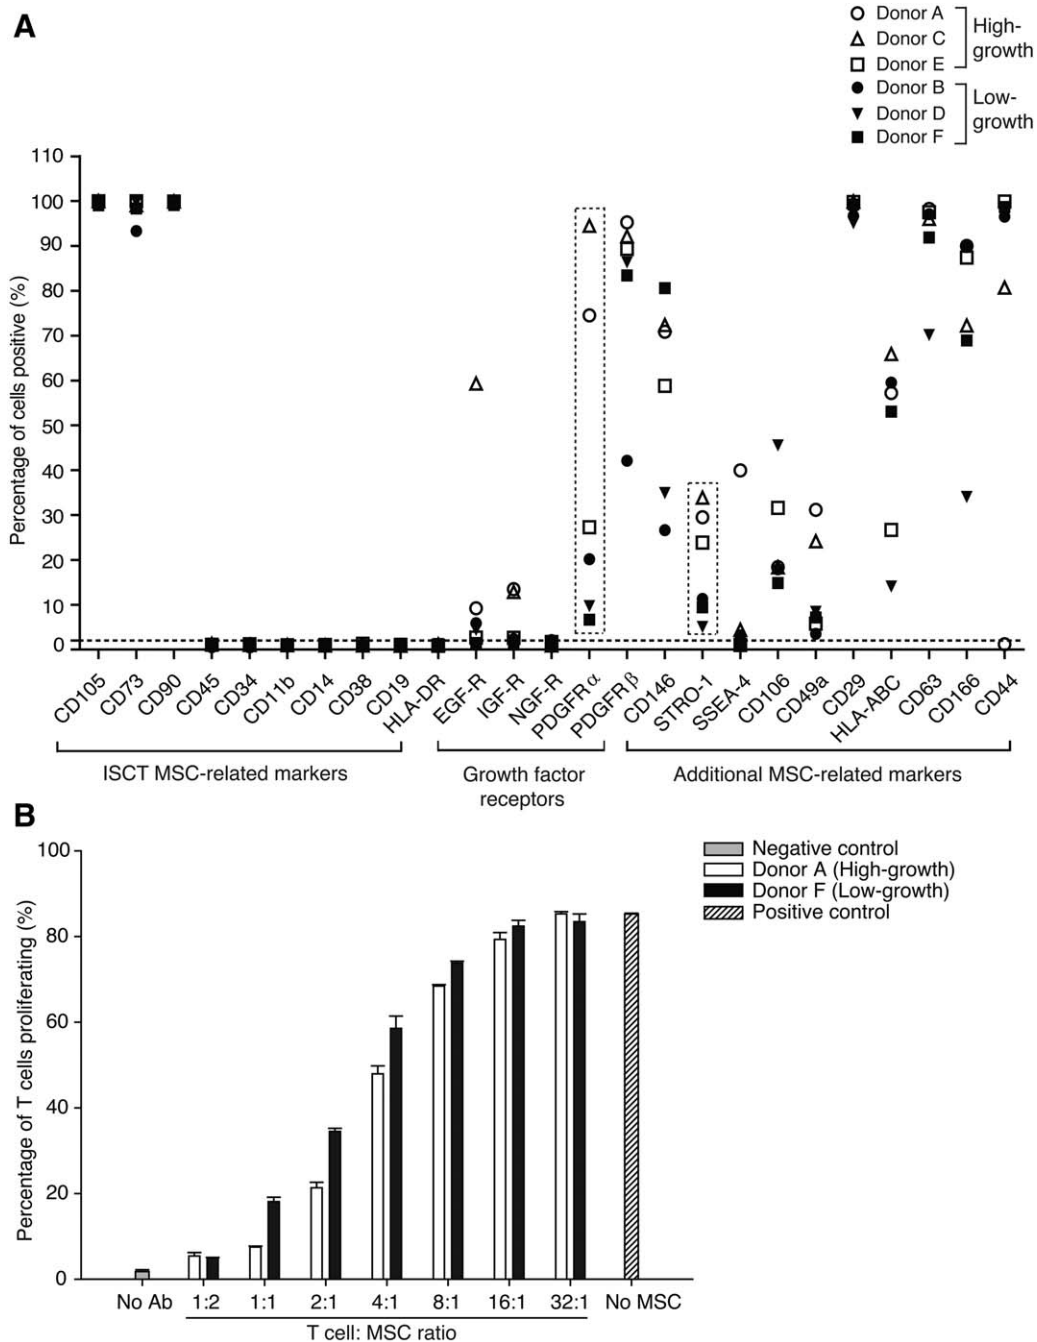 A
Donor A
Donor C
Donor E
High-
growth
Donor B
Donor D
Donor F
Low-
growth
Percentage of cells positive (%)
110
100
90
80
70
60
50
40
30
20
10
0
CD105
CD73
CD90
CD45
CD34
CD11b
CD14
CD38
CD19
HLA-DR
EGF-R
IGF-R
NGF-R
PDGFRα
PDGFRβ
CD146
STRO-1
SSEA-4
CD106
CD49a
CD29
HLA-ABC
CD63
CD166
CD44
ISCT MSC-related markers
Growth factor
receptors
Additional MSC-related markers
B
Negative control
Donor A (High-growth)
Donor F (Low-growth)
Positive control
Percentage of T cells proliferating (%)
100
80
60
40
20
0
No Ab 1:2 1:1 2:1 4:1 8:1 16:1 32:1 No MSC
T cell: MSC ratio